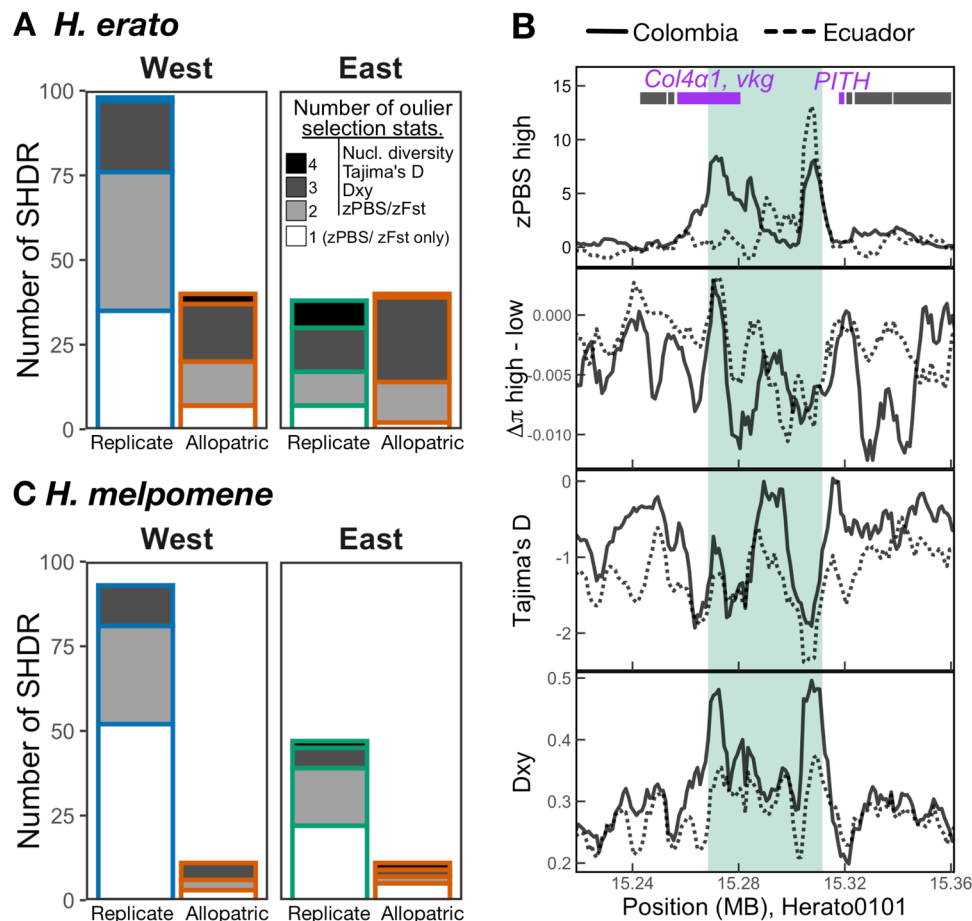 A H. erato
West
East
Number of SHDR
100
75
50
25
0
Number of oulier
selection stats.
4
3
2
Nucl. diversity
Tajima's D
Dxy
zPBS/zFst
1 (zPBS/ zFst only)
Replicate
Allopatric
Replicate
Allopatric
C H. melpomene
West
East
Number of SHDR
100
75
50
25
0
Replicate
Allopatric
Replicate
Allopatric
B
Colombia
Ecuador
Col4α1, vkg
PITH
zPBS high
15
10
5
0
Δπ high - low
0.000
-0.005
-0.010
Tajima's D
0
-1
-2
Dxy
0.5
0.4
0.3
0.2
15.24
15.28
15.32
15.36
Position (MB), Herato0101